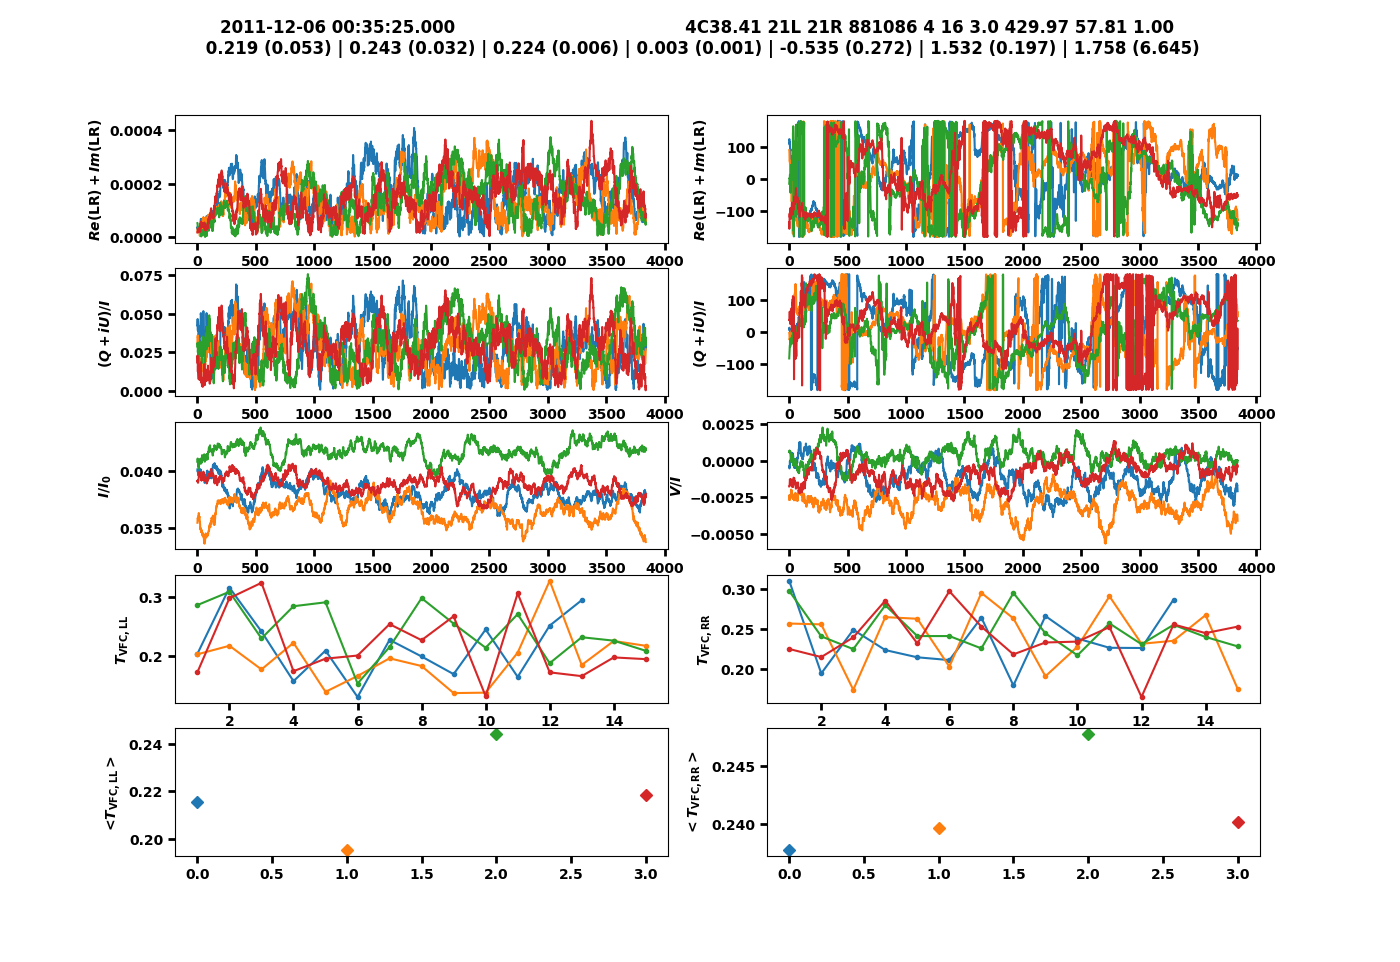 2011-12-06 00:35:25.000 4C38.41 21L 21R 881086 4 16 3.0 429.97 57.81 1.00
0.219 (0.053) | 0.243 (0.032) | 0.224 (0.006) | 0.003 (0.001) | -0.535 (0.272) | 1.532 (0.197) | 1.758 (6.645)
Re(LR) + Im(LR)
0.0004
0.0002
0.0000
0 500 1000 1500 2000 2500 3000 3500 4000
Re(LR) + Im(LR)
100
0
−100
0 500 1000 1500 2000 2500 3000 3500 4000
(Q + iU)/I
0.075
0.050
0.025
0.000
0 500 1000 1500 2000 2500 3000 3500 4000
(Q + iU)/I
100
0
−100
0 500 1000 1500 2000 2500 3000 3500 4000
I/I0
0.040
0.035
0 500 1000 1500 2000 2500 3000 3500 4000
V/I
0.0025
0.0000
−0.0025
−0.0050
0 500 1000 1500 2000 2500 3000 3500 4000
TVFC, LL
0.3
0.2
2 4 6 8 10 12 14
TVFC, RR
0.30
0.25
0.20
2 4 6 8 10 12 14
<TVFC, LL >
0.24
0.22
0.20
0.0 0.5 1.0 1.5 2.0 2.5 3.0
< TVFC, RR >
0.245
0.240
0.0 0.5 1.0 1.5 2.0 2.5 3.0